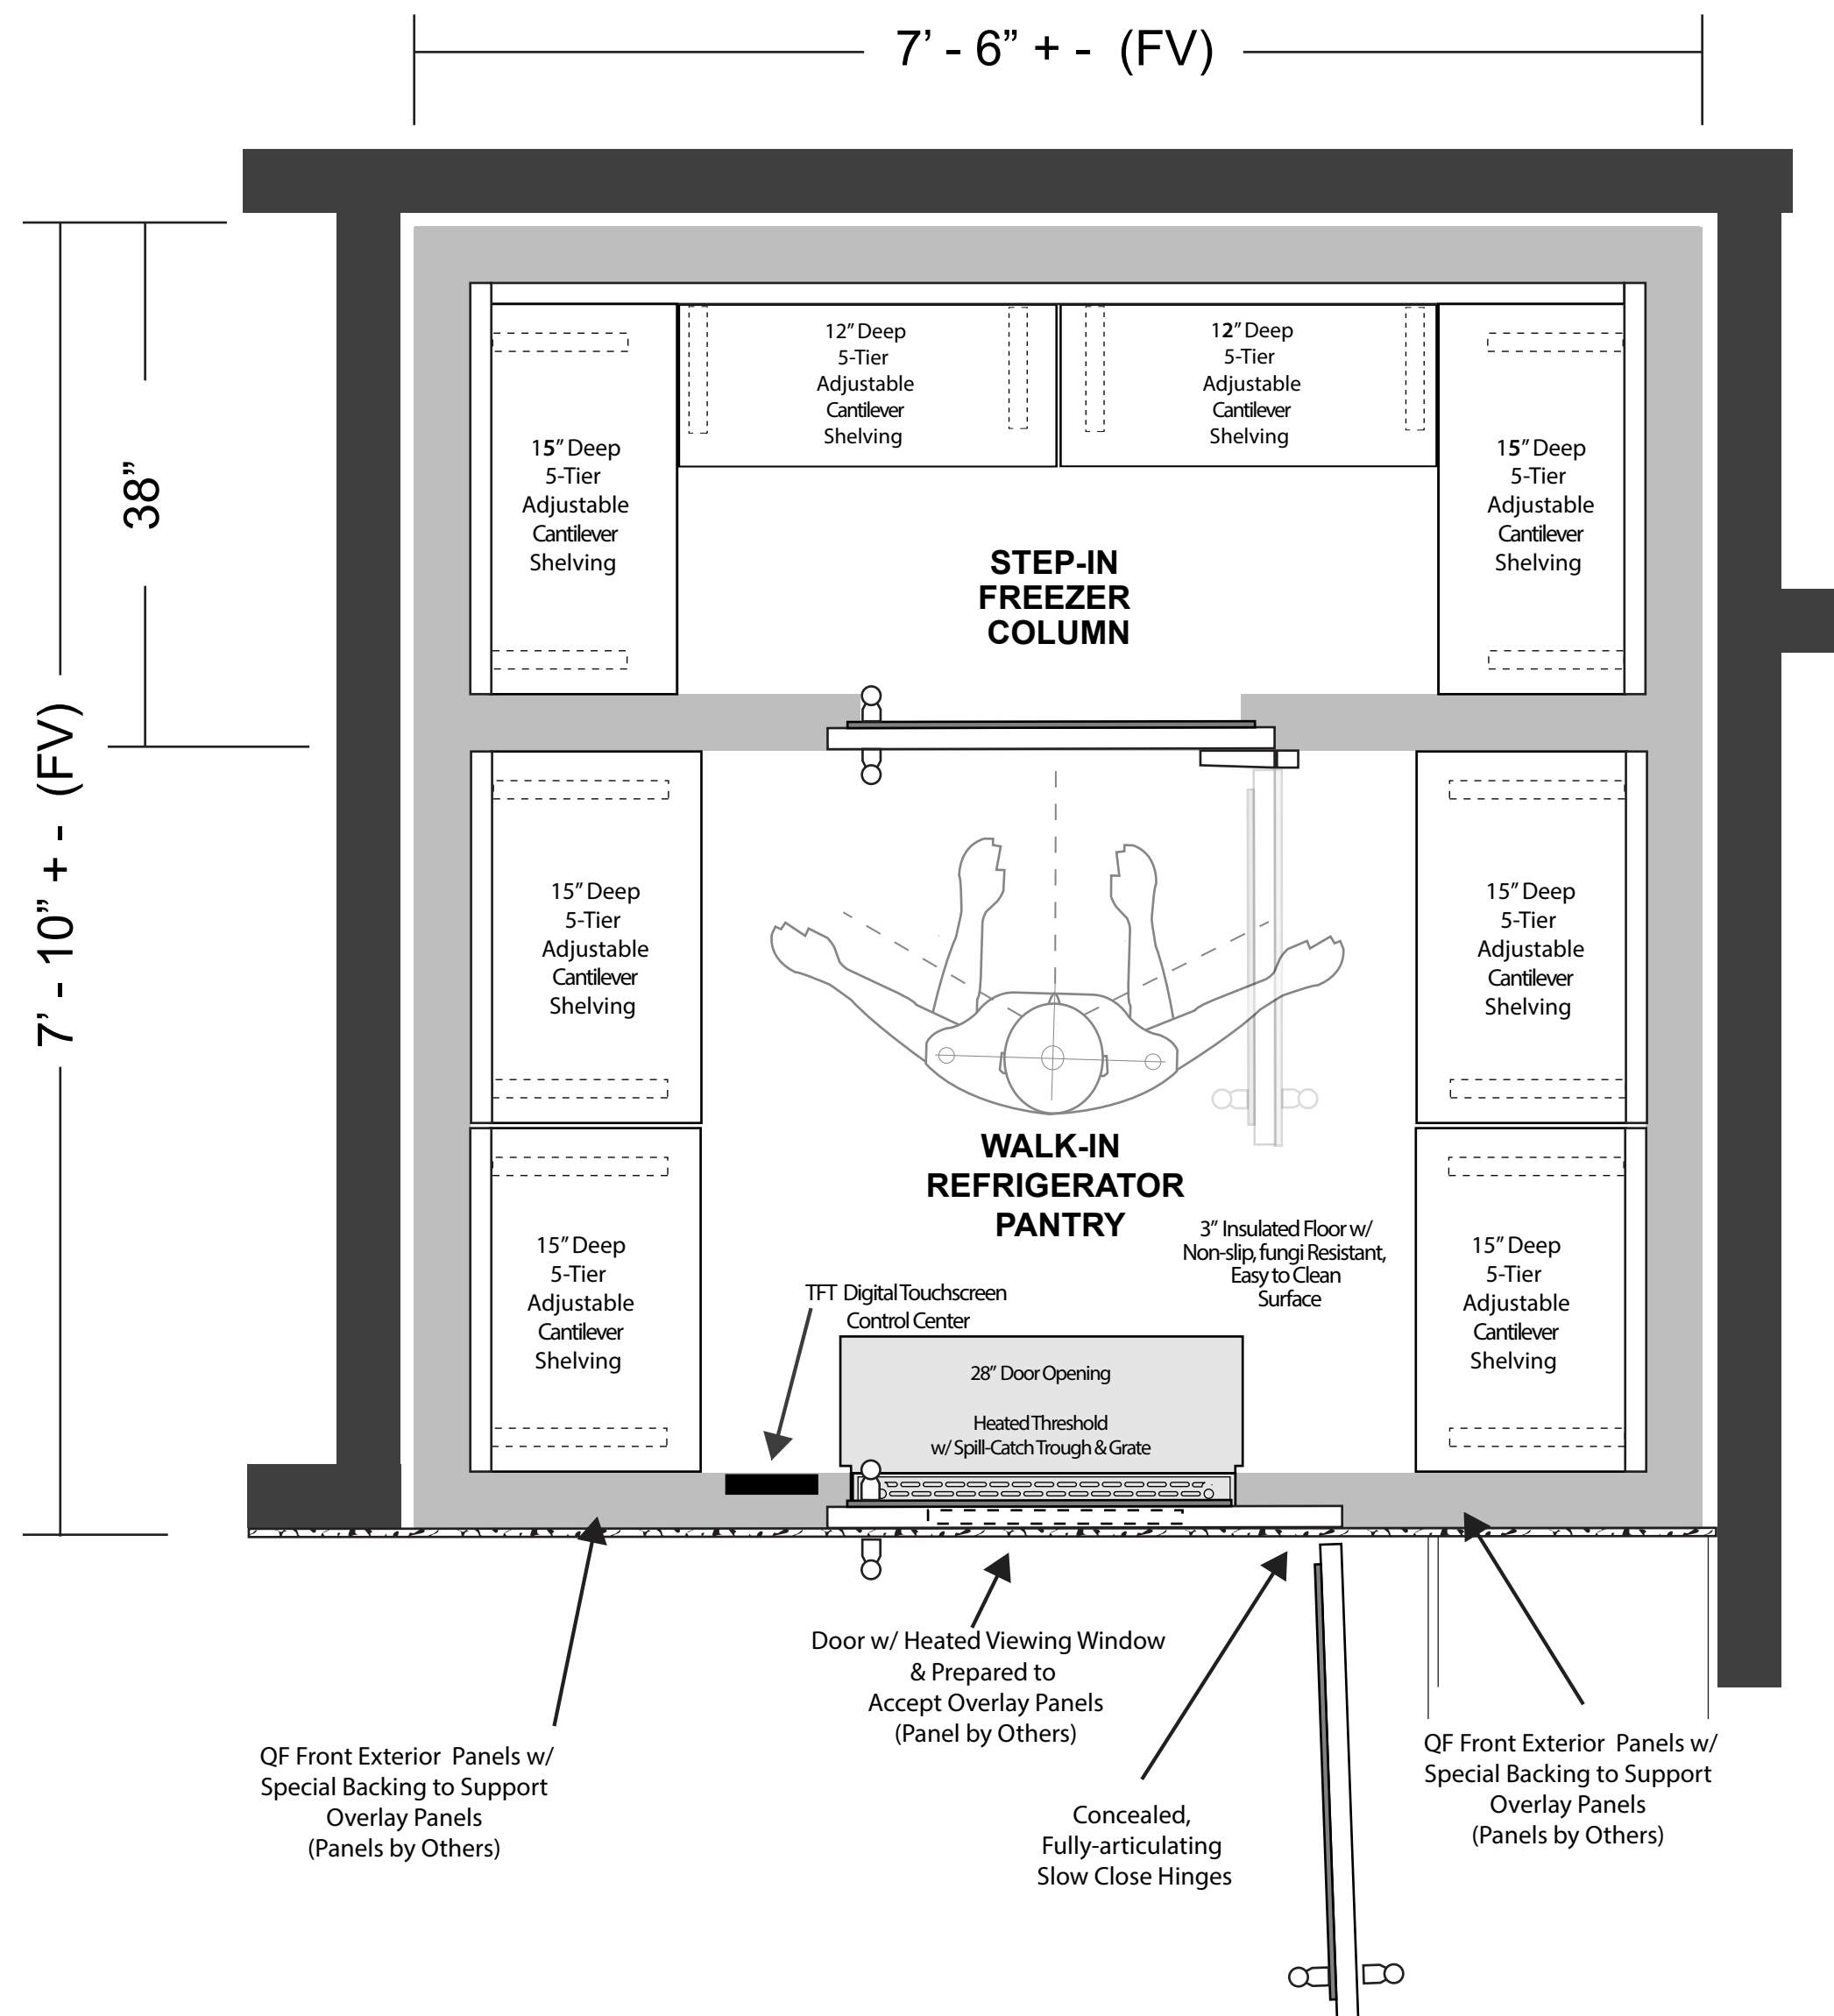 7’ - 6” + - (FV)
38”
7’ - 10” + - (FV)
12” Deep
5-Tier
Adjustable
Cantilever
Shelving
12” Deep
5-Tier
Adjustable
Cantilever
Shelving
15” Deep
5-Tier
Adjustable
Cantilever
Shelving
15” Deep
5-Tier
Adjustable
Cantilever
Shelving
STEP-IN
FREEZER
COLUMN
15” Deep
5-Tier
Adjustable
Cantilever
Shelving
15” Deep
5-Tier
Adjustable
Cantilever
Shelving
WALK-IN
REFRIGERATOR
PANTRY
3” Insulated Floor w/
Non-slip, fungi Resistant,
Easy to Clean
Surface
15” Deep
5-Tier
Adjustable
Cantilever
Shelving
TFT Digital Touchscreen
Control Center
15” Deep
5-Tier
Adjustable
Cantilever
Shelving
28” Door Opening
Heated Threshold
w/ Spill-Catch Trough & Grate
Door w/ Heated Viewing Window
& Prepared to
Accept Overlay Panels
(Panel by Others)
QF Front Exterior Panels w/
Special Backing to Support
Overlay Panels
(Panels by Others)
Concealed,
Fully-articulating
Slow Close Hinges
QF Front Exterior Panels w/
Special Backing to Support
Overlay Panels
(Panels by Others)